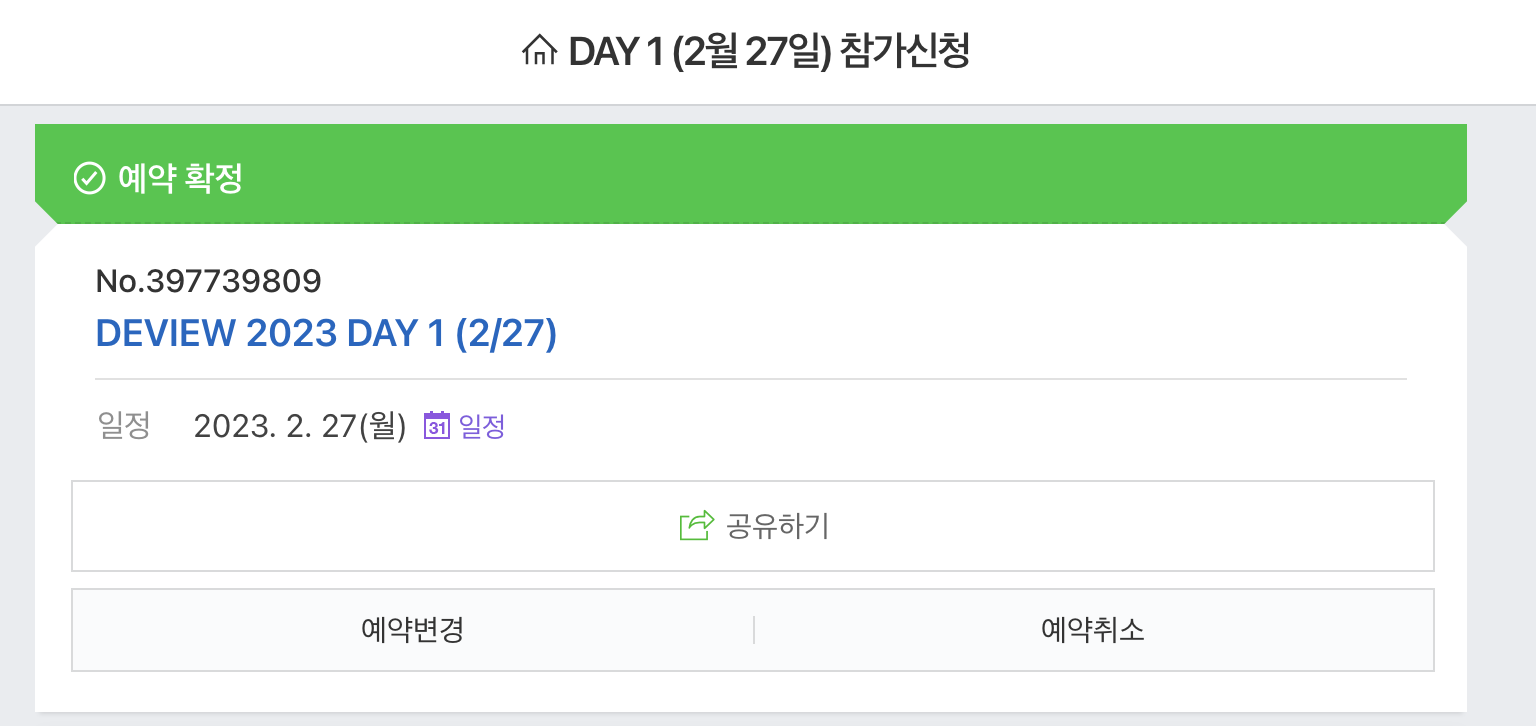 DAY 1 (2월 27일) 참가신청
예약 확정
No.397739809
DEVIEW 2023 DAY 1 (2/27)
일정 2023. 2. 27(월) 31 일정
공유하기
예약변경 예약취소